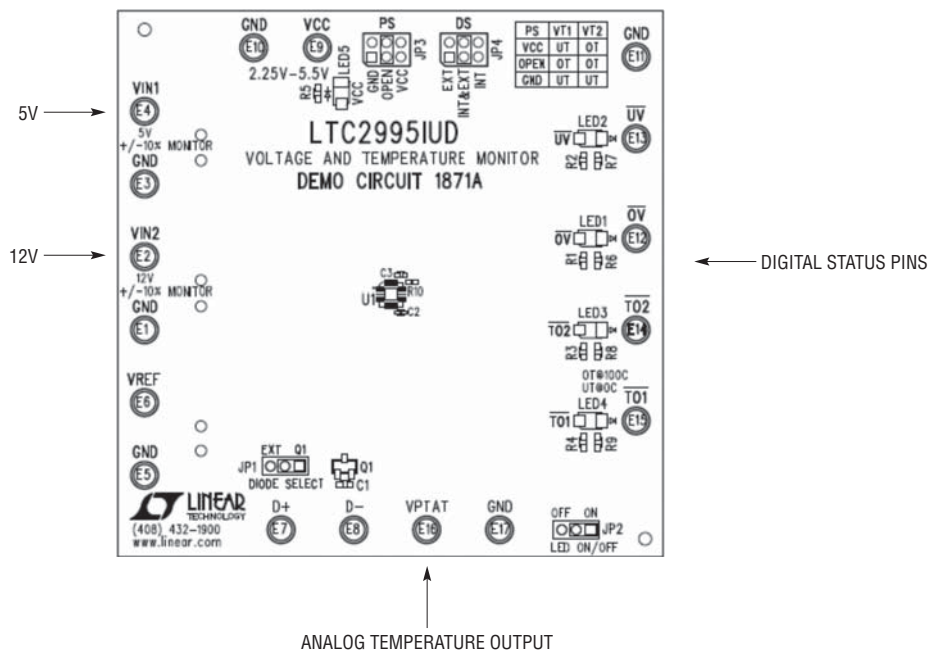 GND
E10
VCC
E9
2.25V-5.5V
R5
LED5
VCC
PS
GND
OPEN
VCC
JP3
DS
EXT
INT&EXT
INT
JP4
PS VT1 VT2
VCC UT OT
OPEN OT OT
GND UT UT
GND
E11
5V
VIN1
E4
5V
+/-10% MONITOR
GND
E3
LTC2995IUD
VOLTAGE AND TEMPERATURE MONITOR
DEMO CIRCUIT 1871A
LED2
UV
R2
R7
UV
E13
12V
VIN2
E2
12V
+/-10% MONITOR
GND
E1
C3
U1
R10
C2
LED1
OV
R1
R6
OV
E12
DIGITAL STATUS PINS
LED3
TO2
R3
R8
TO2
E14
OT@100C
UT@0C
LED4
TO1
R4
R9
TO1
E15
VREF
E6
GND
E5
EXT Q1
JP1
DIODE SELECT
Q1
C1
LINEAR
TECHNOLOGY
(408) 432-1900
www.linear.com
D+
E7
D-
E8
VPTAT
E16
GND
E17
OFF ON
JP2
LED ON/OFF
ANALOG TEMPERATURE OUTPUT